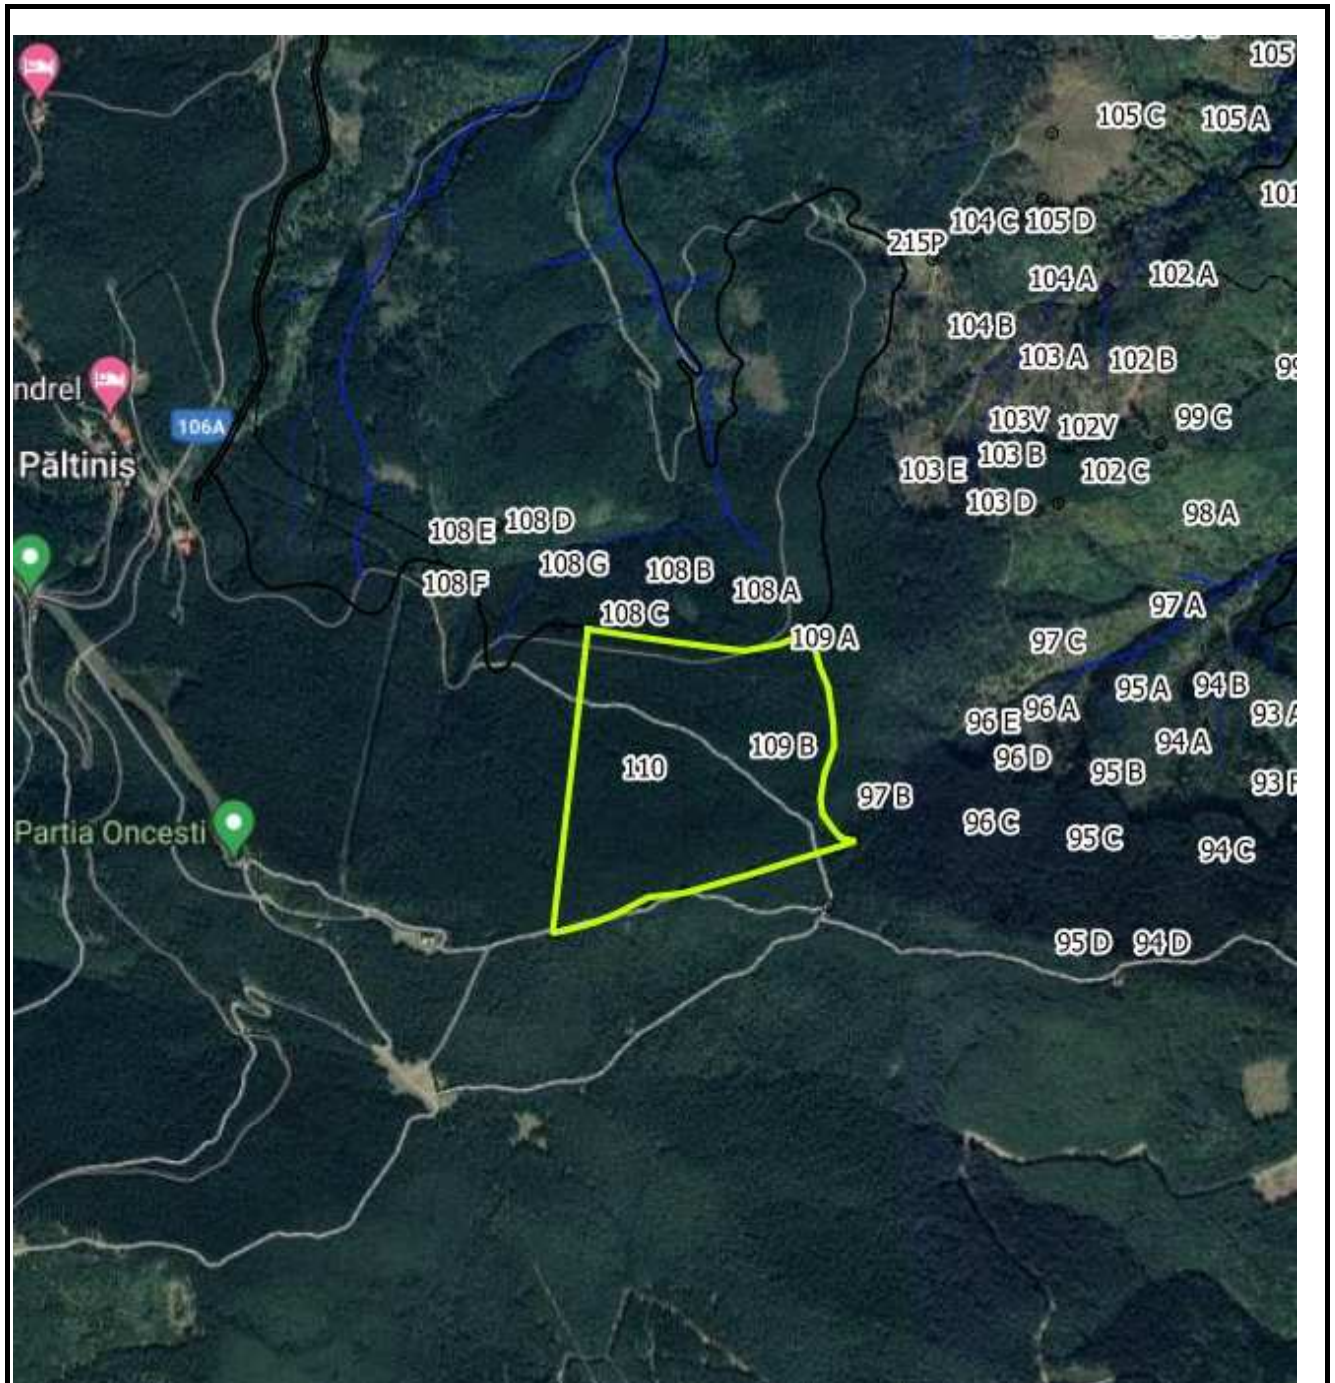 105
105 C
105 A
101
104 C
105 D
215P
104 A
102 A
104 B
103 A
102 B
ndrel
103V
102V
99 C
106A
Păltiniș
103 B
103 E
102 C
103 D
98 A
108 D
108 E
108 G
108 B
108 F
108 A
97 A
108 C
109 A
97 C
95 A
94 B
96 A
93 A
96 E
109 B
94 A
96 D
110
95 B
93 F
97 B
96 C
Partia Oncesti
95 C
94 C
95 D
94 D